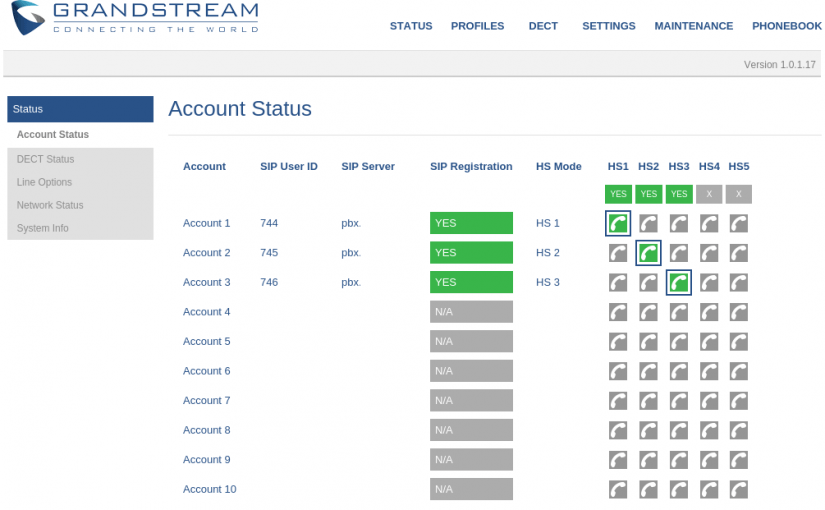 GRANDSTREAM
CONNECTING THE WORLD
STATUS PROFILES DECT SETTINGS MAINTENANCE PHONEBOOK
Version 1.0.1.17
Status
Account Status
DECT Status
Line Options
Network Status
System Info
Account Status
Account SIP User ID SIP Server SIP Registration HS Mode HS1 HS2 HS3 HS4 HS5
YES YES YES X X
Account 1 744 pbx. YES HS 1
Account 2 745 pbx. YES HS 2
Account 3 746 pbx. YES HS 3
Account 4 N/A
Account 5 N/A
Account 6 N/A
Account 7 N/A
Account 8 N/A
Account 9 N/A
Account 10 N/A